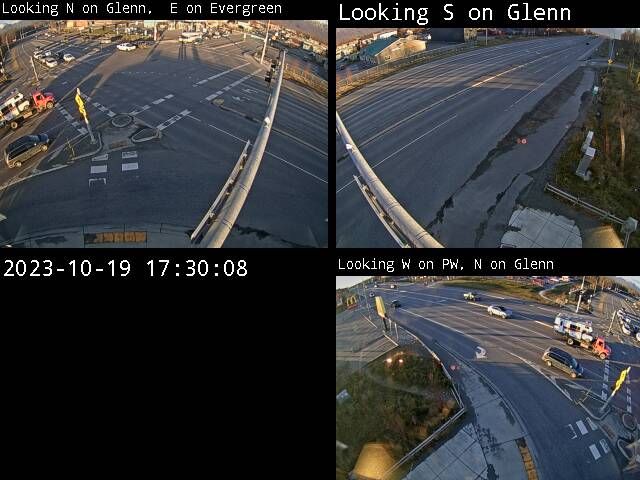 Looking N on Glenn,  E on Evergreen
Looking S on Glenn
2023-10-19 17:30:08
Looking W on PW, N on Glenn